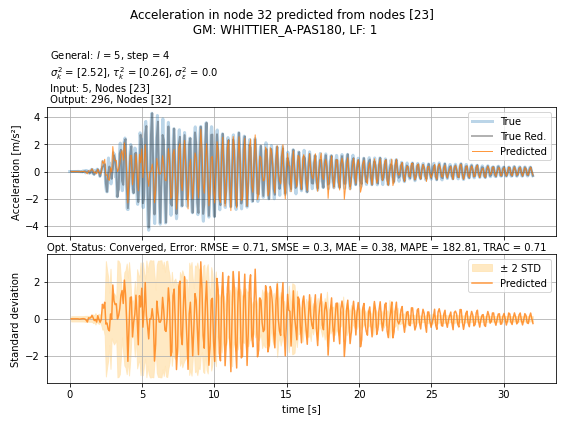 Acceleration in node 32 predicted from nodes [23]
GM: WHITTIER_A-PAS180, LF: 1
General: l = 5, step = 4
σ²ₖ = [2.52], τ²ₖ = [0.26], σ²ε = 0.0
Input: 5, Nodes [23]
Output: 296, Nodes [32]
4
2
0
−2
−4
Acceleration [m/s²]
True
True Red.
Predicted
Opt. Status: Converged, Error: RMSE = 0.71, SMSE = 0.3, MAE = 0.38, MAPE = 182.81, TRAC = 0.71
2
0
−2
Standard deviation
± 2 STD
Predicted
0 5 10 15 20 25 30
time [s]